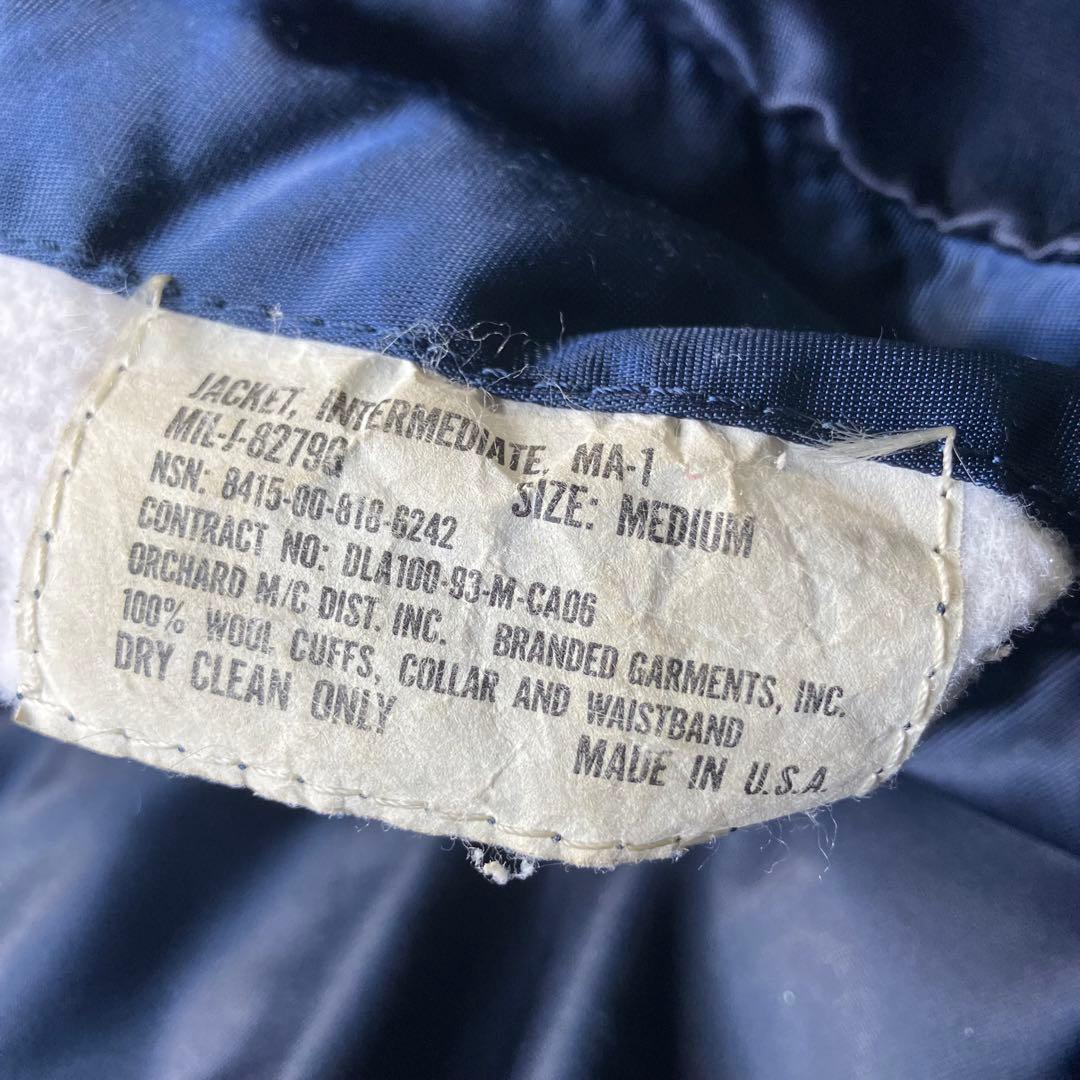 JACKET, INTERMEDIATE, MA-1
MIL-J-8279G
SIZE: MEDIUM
NSN: 8415-00-818-6242
CONTRACT NO: DLA100-93-M-CA06
ORCHARD M/C DIST. INC. BRANDED GARMENTS, INC.
100% WOOL CUFFS, COLLAR AND WAISTBAND
DRY CLEAN ONLY
MADE IN U.S.A.